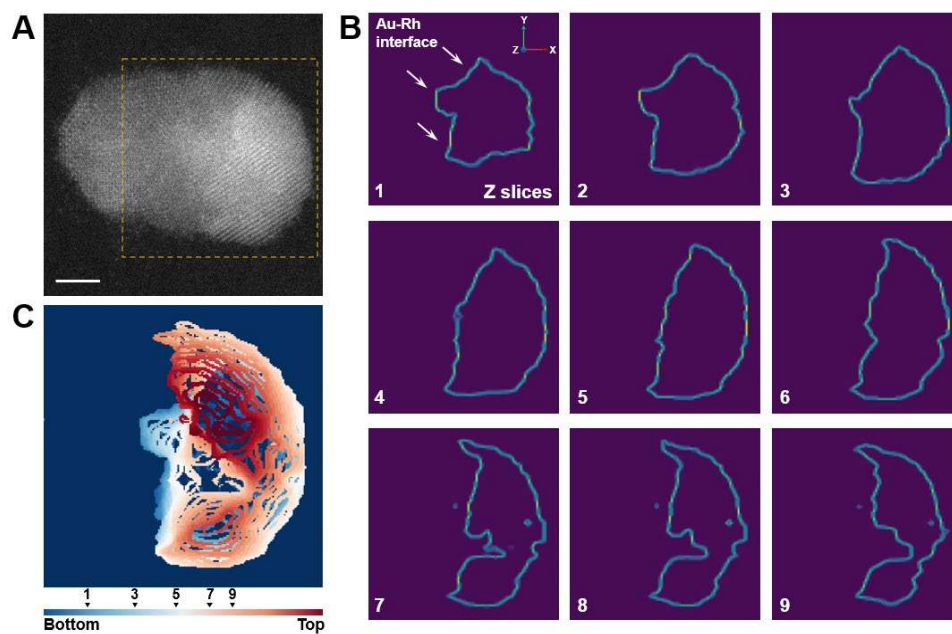 A
B
Au-Rh
interface
Y
Z
X
1
Z slices
2
3
4
5
6
7
8
9
C
1 3 5 7 9
Bottom Top